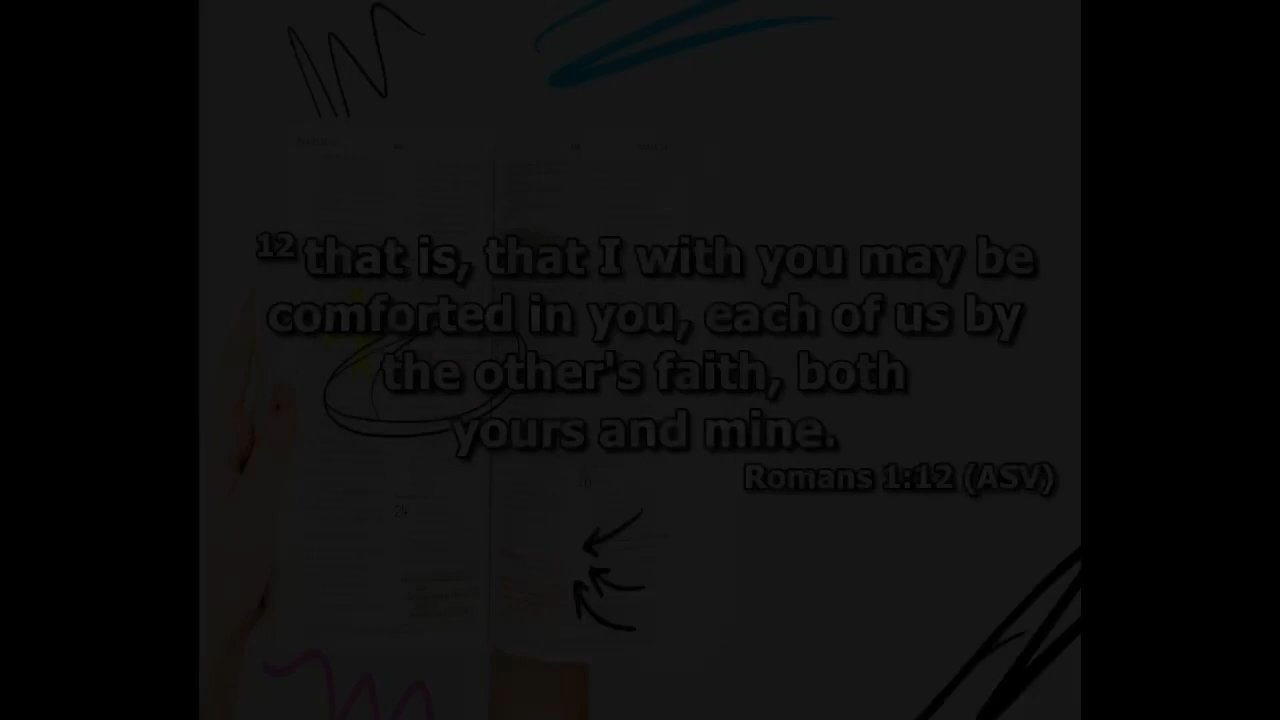 12 that is, that I with you may be
comforted in you, each of us by
the other's faith, both
yours and mine.
Romans 1:12 (ASV)